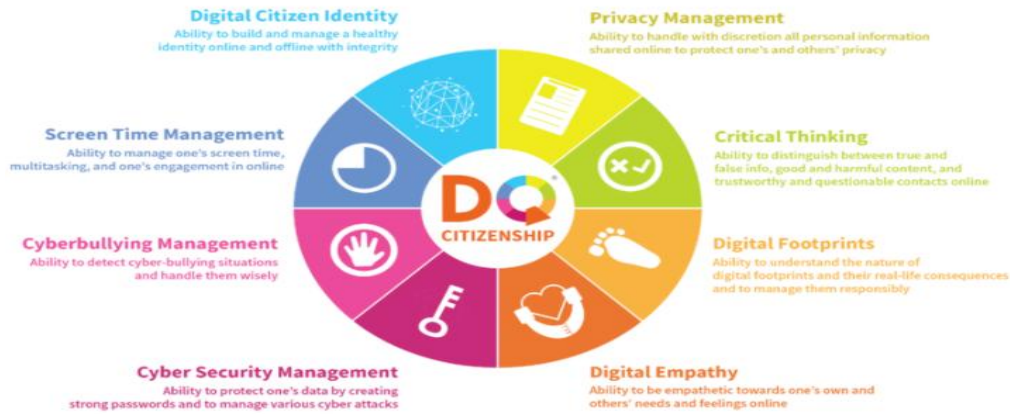 Digital Citizen Identity
Ability to build and manage a healthy
identity online and offline with integrity
Privacy Management
Ability to handle with discretion all personal information
shared online to protect one's and others' privacy
Screen Time Management
Ability to manage one's screen time,
multitasking, and one's engagement in online
Critical Thinking
Ability to distinguish between true and
false info, good and harmful content, and
trustworthy and questionable contacts online
DQ
CITIZENSHIP
Cyberbullying Management
Ability to detect cyber-bullying situations
and handle them wisely
Digital Footprints
Ability to understand the nature of
digital footprints and their real-life consequences
and to manage them responsibly
Cyber Security Management
Ability to protect one's data by creating
strong passwords and to manage various cyber attacks
Digital Empathy
Ability to be empathetic towards one's own and
others' needs and feelings online